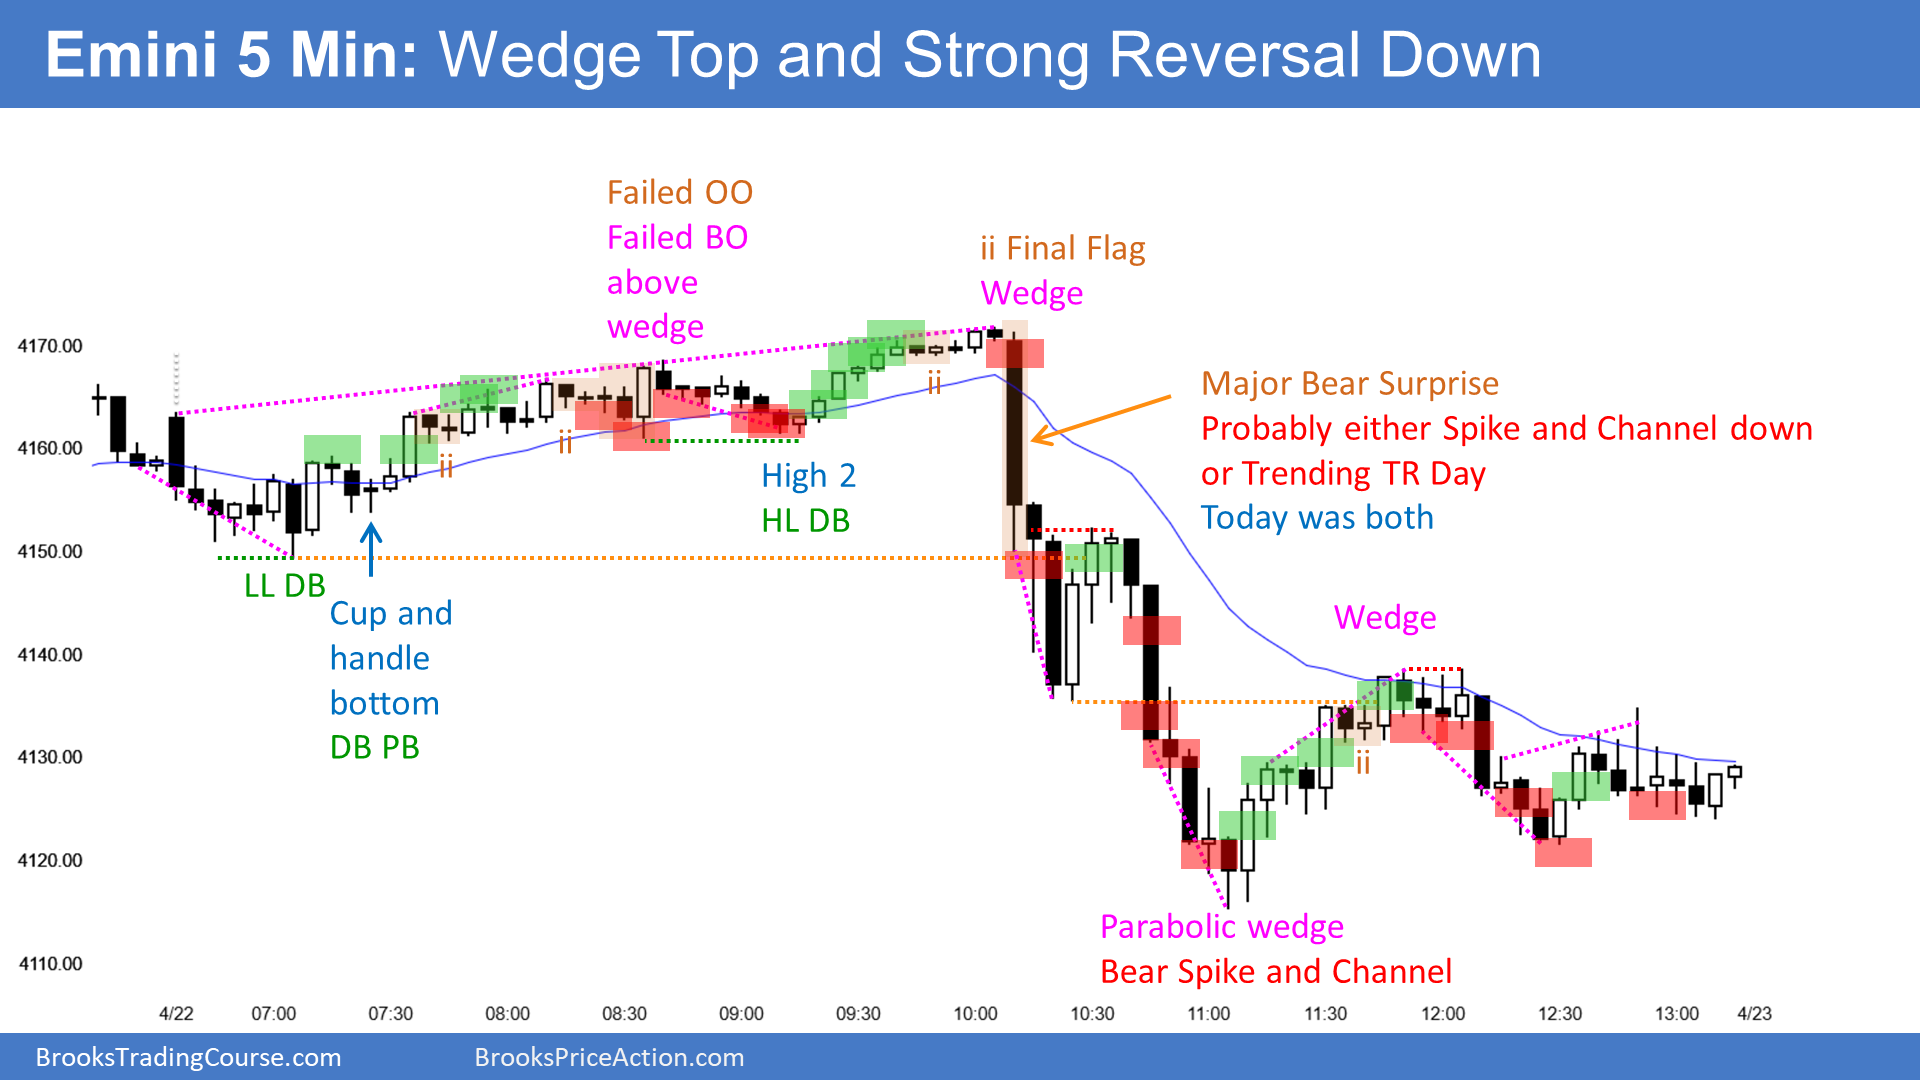 Emini 5 Min: Wedge Top and Strong Reversal Down
Failed OO
Failed BO
above
wedge
ii Final Flag
Wedge
4170.00
4160.00
4150.00
4140.00
4130.00
4120.00
4110.00
ii
ii
ii
High 2
HL DB
Major Bear Surprise
Probably either Spike and Channel down
or Trending TR Day
Today was both
LL DB
Cup and
handle
bottom
DB PB
Wedge
ii
Parabolic wedge
Bear Spike and Channel
4/22 07:00 07:30 08:00 08:30 09:00 09:30 10:00 10:30 11:00 11:30 12:00 12:30 13:00 4/23
BrooksTradingCourse.com
BrooksPriceAction.com